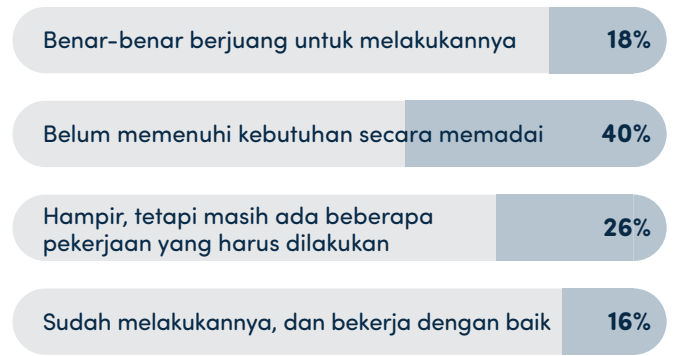 Benar-benar berjuang untuk melakukannya 18%
Belum memenuhi kebutuhan secara memadai 40%
Hampir, tetapi masih ada beberapa
pekerjaan yang harus dilakukan 26%
Sudah melakukannya, dan bekerja dengan baik 16%